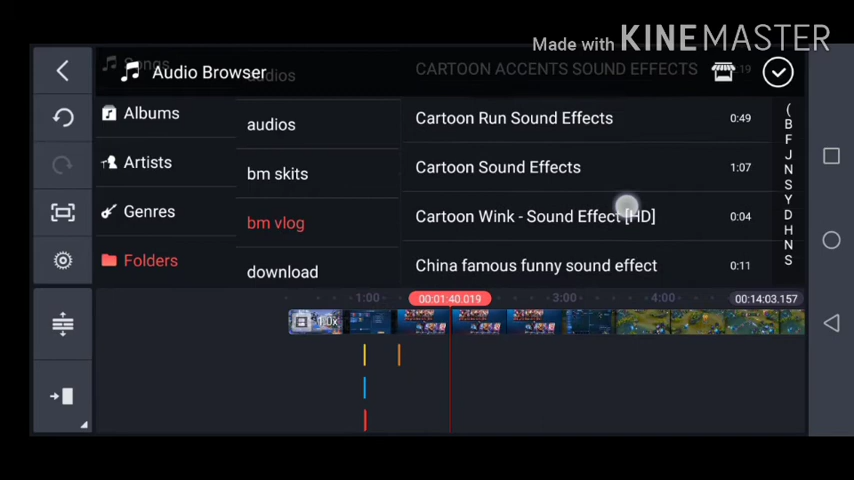 Made with KINEMASTER
Songs
Audio Browser
Albums
Artists
Genres
Folders
audios
audios
bm skits
bm vlog
download
CARTOON ACCENTS SOUND EFFECTS :19
Cartoon Run Sound Effects 0:49
Cartoon Sound Effects 1:07
Cartoon Wink - Sound Effect [HD] 0:04
China famous funny sound effect 0:11
(
B
F
J
N
S
Y
D
H
N
S
1:00 00:01:40.019 3:00 4:00 00:14:03.157
1.0x